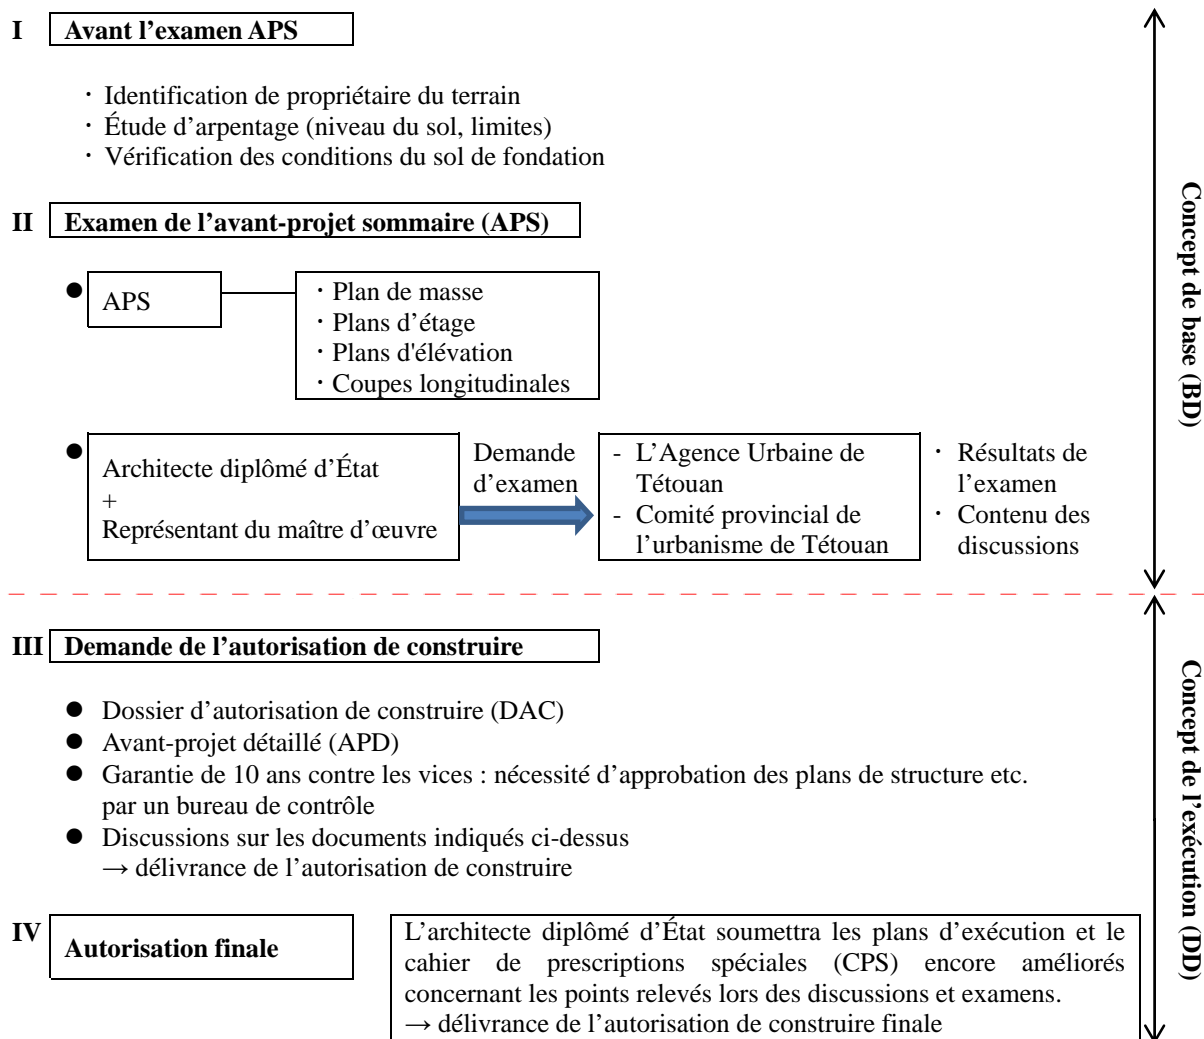 I Avant l’examen APS
・Identification de propriétaire du terrain
・Étude d’arpentage (niveau du sol, limites)
・Vérification des conditions du sol de fondation
II Examen de l’avant-projet sommaire (APS)
● APS
・Plan de masse
・Plans d’étage
・Plans d'élévation
・Coupes longitudinales
● Architecte diplômé d’État
+
Représentant du maître d’œuvre
Demande
d’examen
- L’Agence Urbaine de
Tétouan
- Comité provincial de
l’urbanisme de Tétouan
・Résultats de
l’examen
・Contenu des
discussions
Concept de base (BD)
III Demande de l’autorisation de construire
● Dossier d’autorisation de construire (DAC)
● Avant-projet détaillé (APD)
● Garantie de 10 ans contre les vices : nécessité d’approbation des plans de structure etc.
par un bureau de contrôle
● Discussions sur les documents indiqués ci-dessus
→ délivrance de l’autorisation de construire
IV Autorisation finale
L’architecte diplômé d’État soumettra les plans d’exécution et le
cahier de prescriptions spéciales (CPS) encore améliorés
concernant les points relevés lors des discussions et examens.
→ délivrance de l’autorisation de construire finale
Concept de l’exécution (DD)